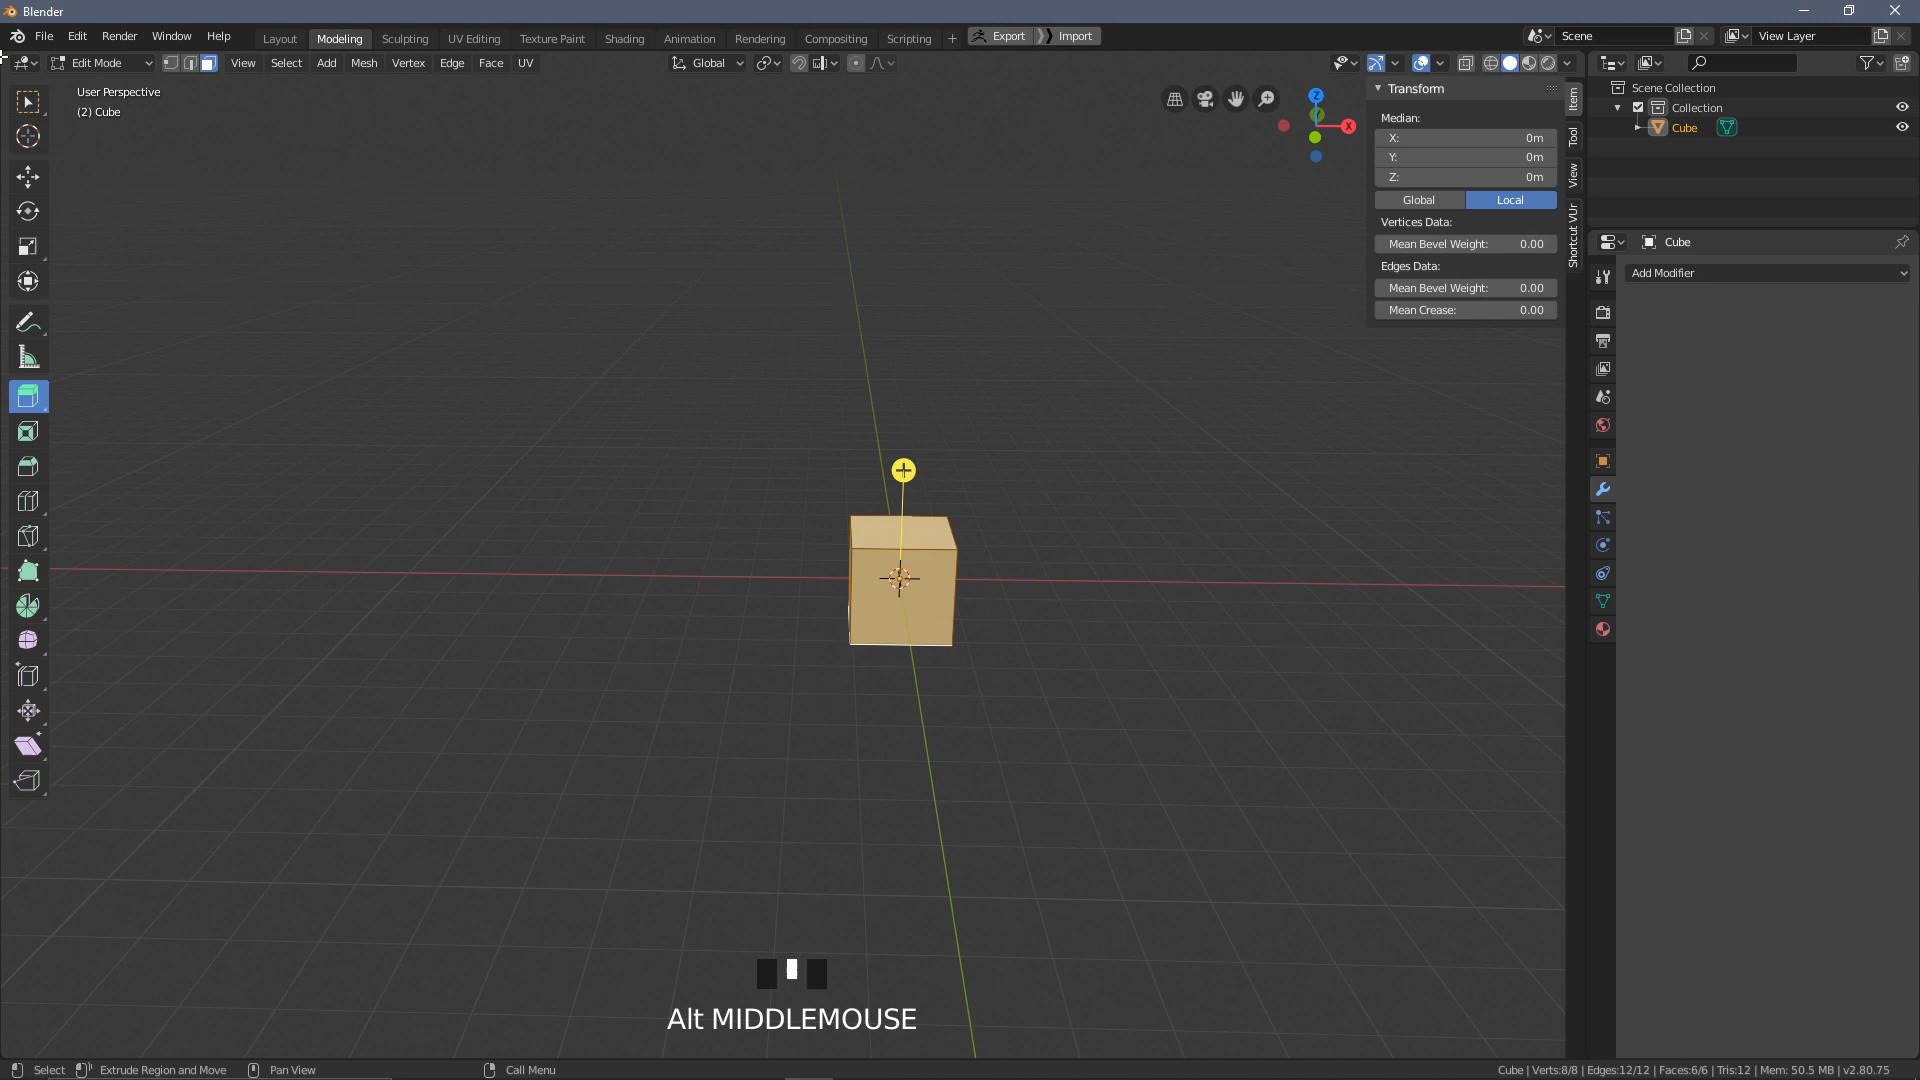 Blender
File Edit Render Window Help
Layout Modeling Sculpting UV Editing Texture Paint Shading Animation Rendering Compositing Scripting + Export Import
Scene View Layer
Edit Mode View Select Add Mesh Vertex Edge Face UV Global
User Perspective
(2) Cube
Z
X
Transform
Median:
X: 0m
Y: 0m
Z: 0m
Global Local
Vertices Data:
Mean Bevel Weight: 0.00
Edges Data:
Mean Bevel Weight: 0.00
Mean Crease: 0.00
Item
Tool
View
Shortcut VUr
Scene Collection
Collection
Cube
Cube
Add Modifier
Alt MIDDLEMOUSE
Select Extrude Region and Move Pan View Call Menu
Cube | Verts:8/8 | Edges:12/12 | Faces:6/6 | Tris:12 | Mem: 50.5 MB | v2.80.75